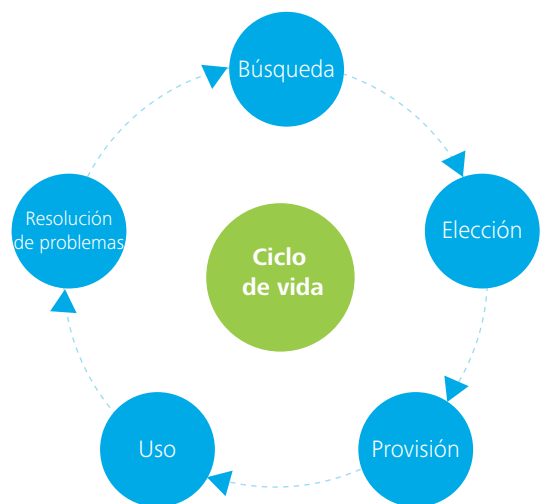 Búsqueda
Elección
Provisión
Uso
Resolución
de problemas
Ciclo
de vida